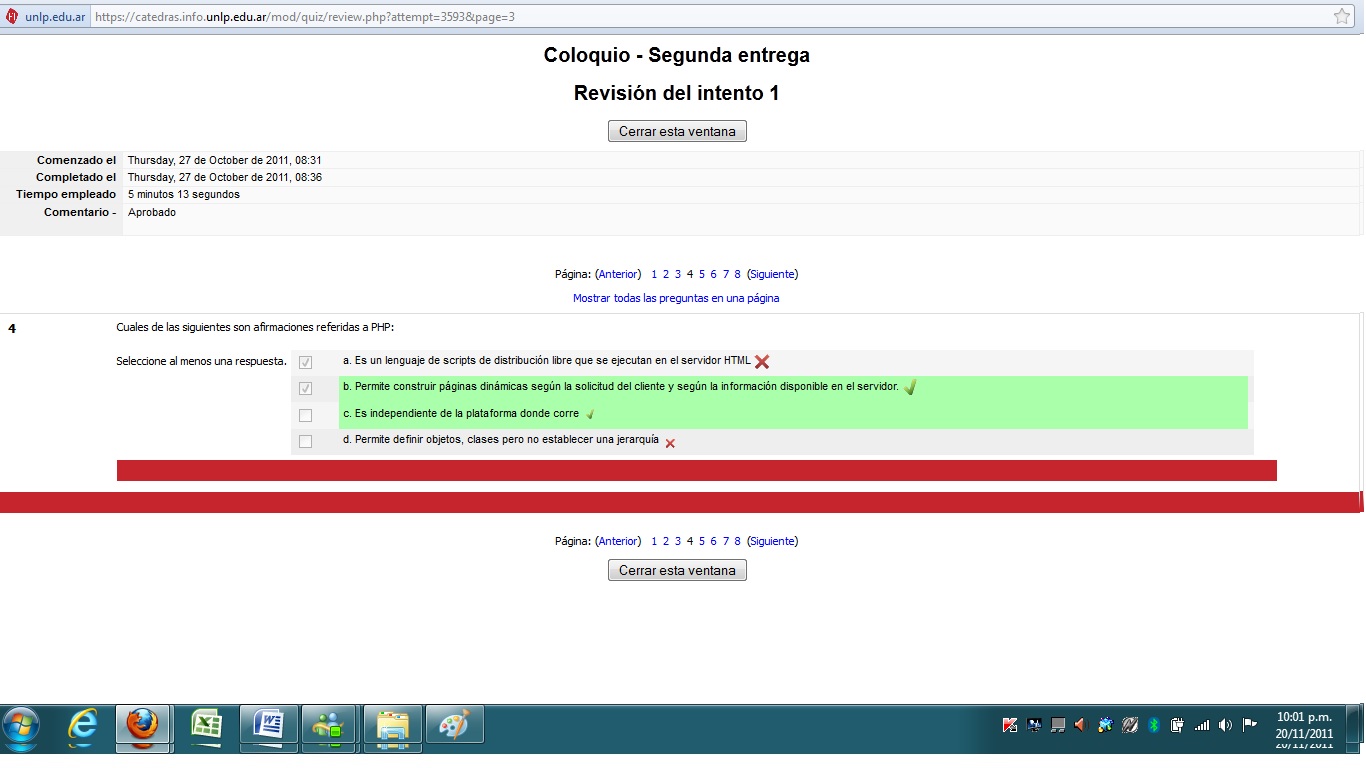 unlp.edu.ar https://catedras.info.unlp.edu.ar/mod/quiz/review.php?attempt=3593&page=3
Coloquio - Segunda entrega
Revisión del intento 1
Cerrar esta ventana
Comenzado el Thursday, 27 de October de 2011, 08:31
Completado el Thursday, 27 de October de 2011, 08:36
Tiempo empleado 5 minutos 13 segundos
Comentario - Aprobado
Página: (Anterior) 1 2 3 4 5 6 7 8 (Siguiente)
Mostrar todas las preguntas en una página
4 Cuales de las siguientes son afirmaciones referidas a PHP:
Seleccione al menos una respuesta. a. Es un lenguaje de scripts de distribución libre que se ejecutan en el servidor HTML
b. Permite construir páginas dinámicas según la solicitud del cliente y según la información disponible en el servidor.
c. Es independiente de la plataforma donde corre
d. Permite definir objetos, clases pero no establecer una jerarquía
Página: (Anterior) 1 2 3 4 5 6 7 8 (Siguiente)
Cerrar esta ventana
10:01 p.m.
20/11/2011
20/11/2011